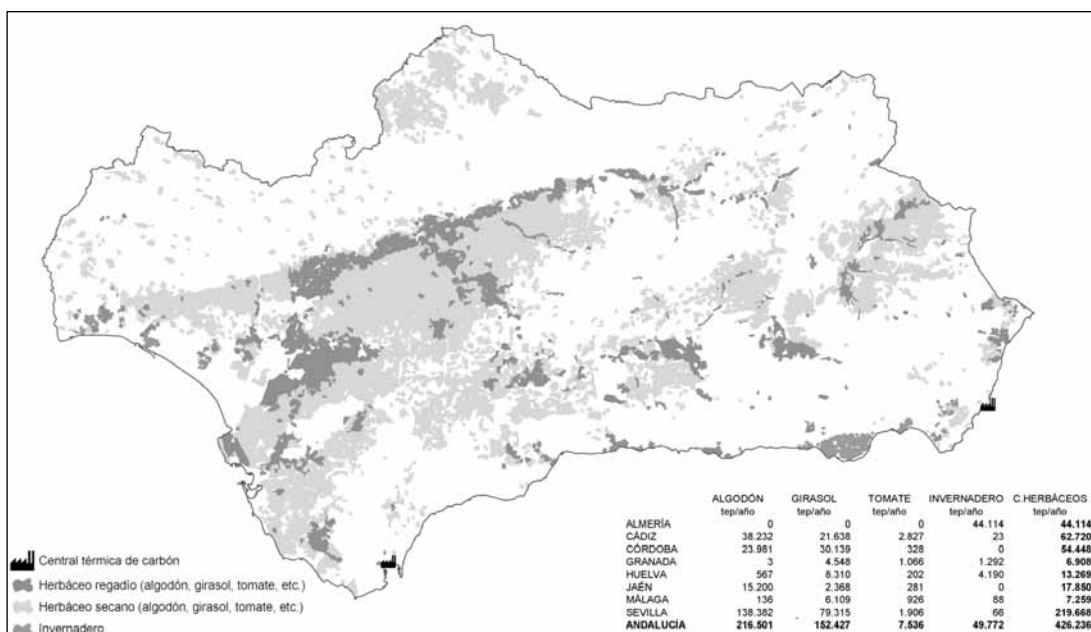 ALGODÓN GIRASOL TOMATE INVERNADERO C.HERBÁCEOS
tep/año tep/año tep/año tep/año tep/año
ALMERÍA 0 0 0 44.114 44.114
CÁDIZ 38.232 21.638 2.827 23 62.720
CÓRDOBA 23.981 30.139 328 0 54.448
GRANADA 3 4.548 1.066 1.292 6.908
HUELVA 567 8.310 202 4.190 13.269
JAÉN 15.200 2.368 281 0 17.850
MÁLAGA 136 6.109 926 88 7.259
SEVILLA 138.382 79.315 1.906 66 219.668
ANDALUCÍA 216.501 152.427 7.536 49.772 426.236
Central térmica de carbón
Herbáceo regadío (algodón, girasol, tomate, etc.)
Herbáceo secano (algodón, girasol, tomate, etc.)
Invernadero